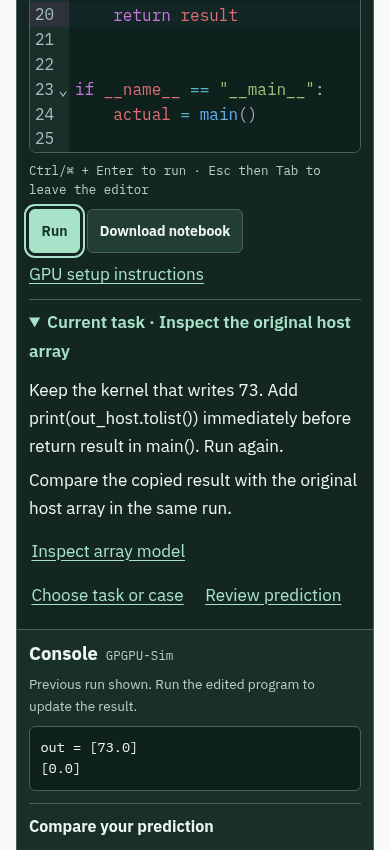 20     return result
21
22
23 if __name__ == "__main__":
24     actual = main()
25
Ctrl/⌘ + Enter to run · Esc then Tab to
leave the editor
Run Download notebook
GPU setup instructions
▼ Current task · Inspect the original host
array
Keep the kernel that writes 73. Add
print(out_host.tolist()) immediately before
return result in main(). Run again.
Compare the copied result with the original
host array in the same run.
Inspect array model
Choose task or case Review prediction
Console GPGPU-Sim
Previous run shown. Run the edited program to
update the result.
out = [73.0]
[0.0]
Compare your prediction